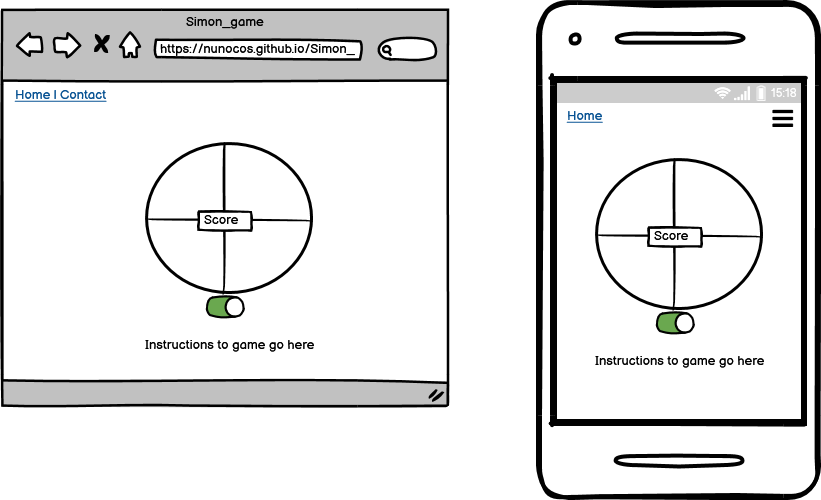 Simon_game
https://nunocos.github.io/Simon_
Home | Contact
Score
Instructions to game go here
15:18
Home
Score
Instructions to game go here